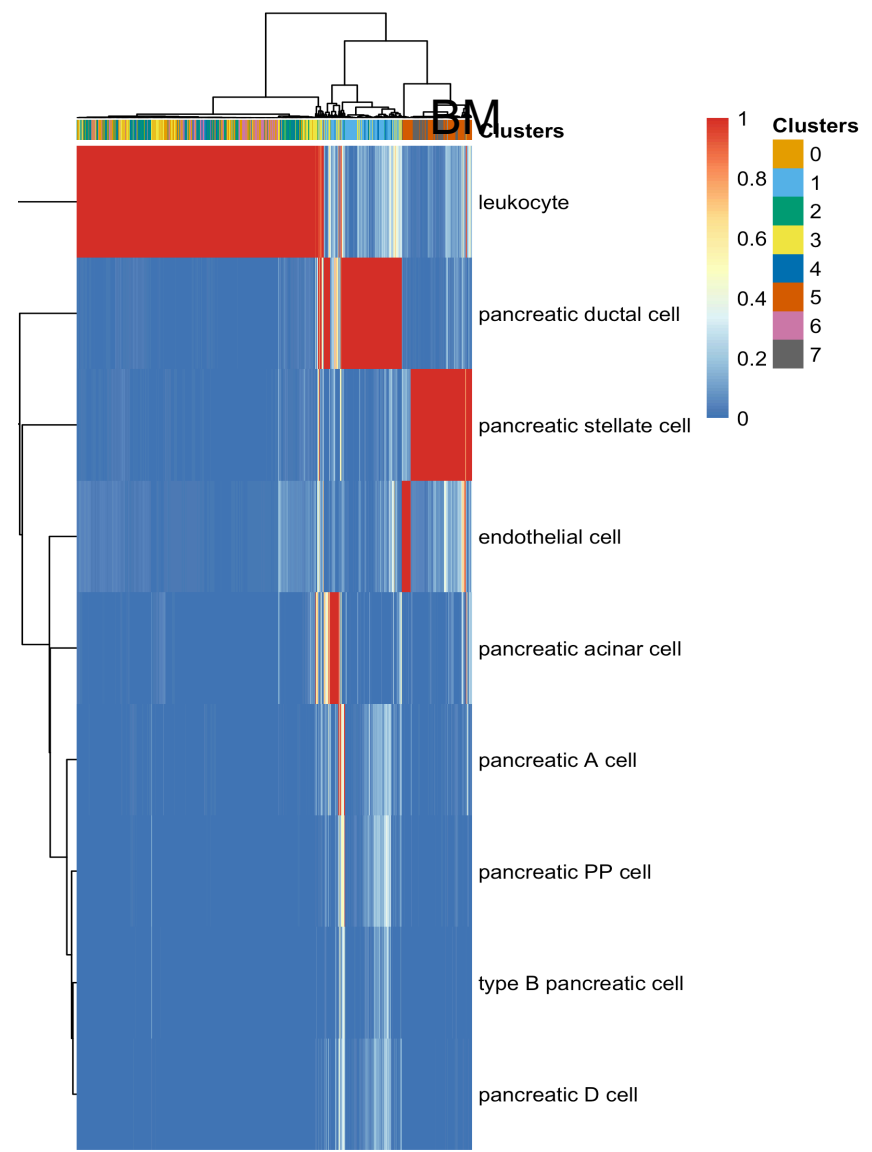 BM
Clusters
leukocyte
pancreatic ductal cell
pancreatic stellate cell
endothelial cell
pancreatic acinar cell
pancreatic A cell
pancreatic PP cell
type B pancreatic cell
pancreatic D cell
1
0.8
0.6
0.4
0.2
0
Clusters
0
1
2
3
4
5
6
7